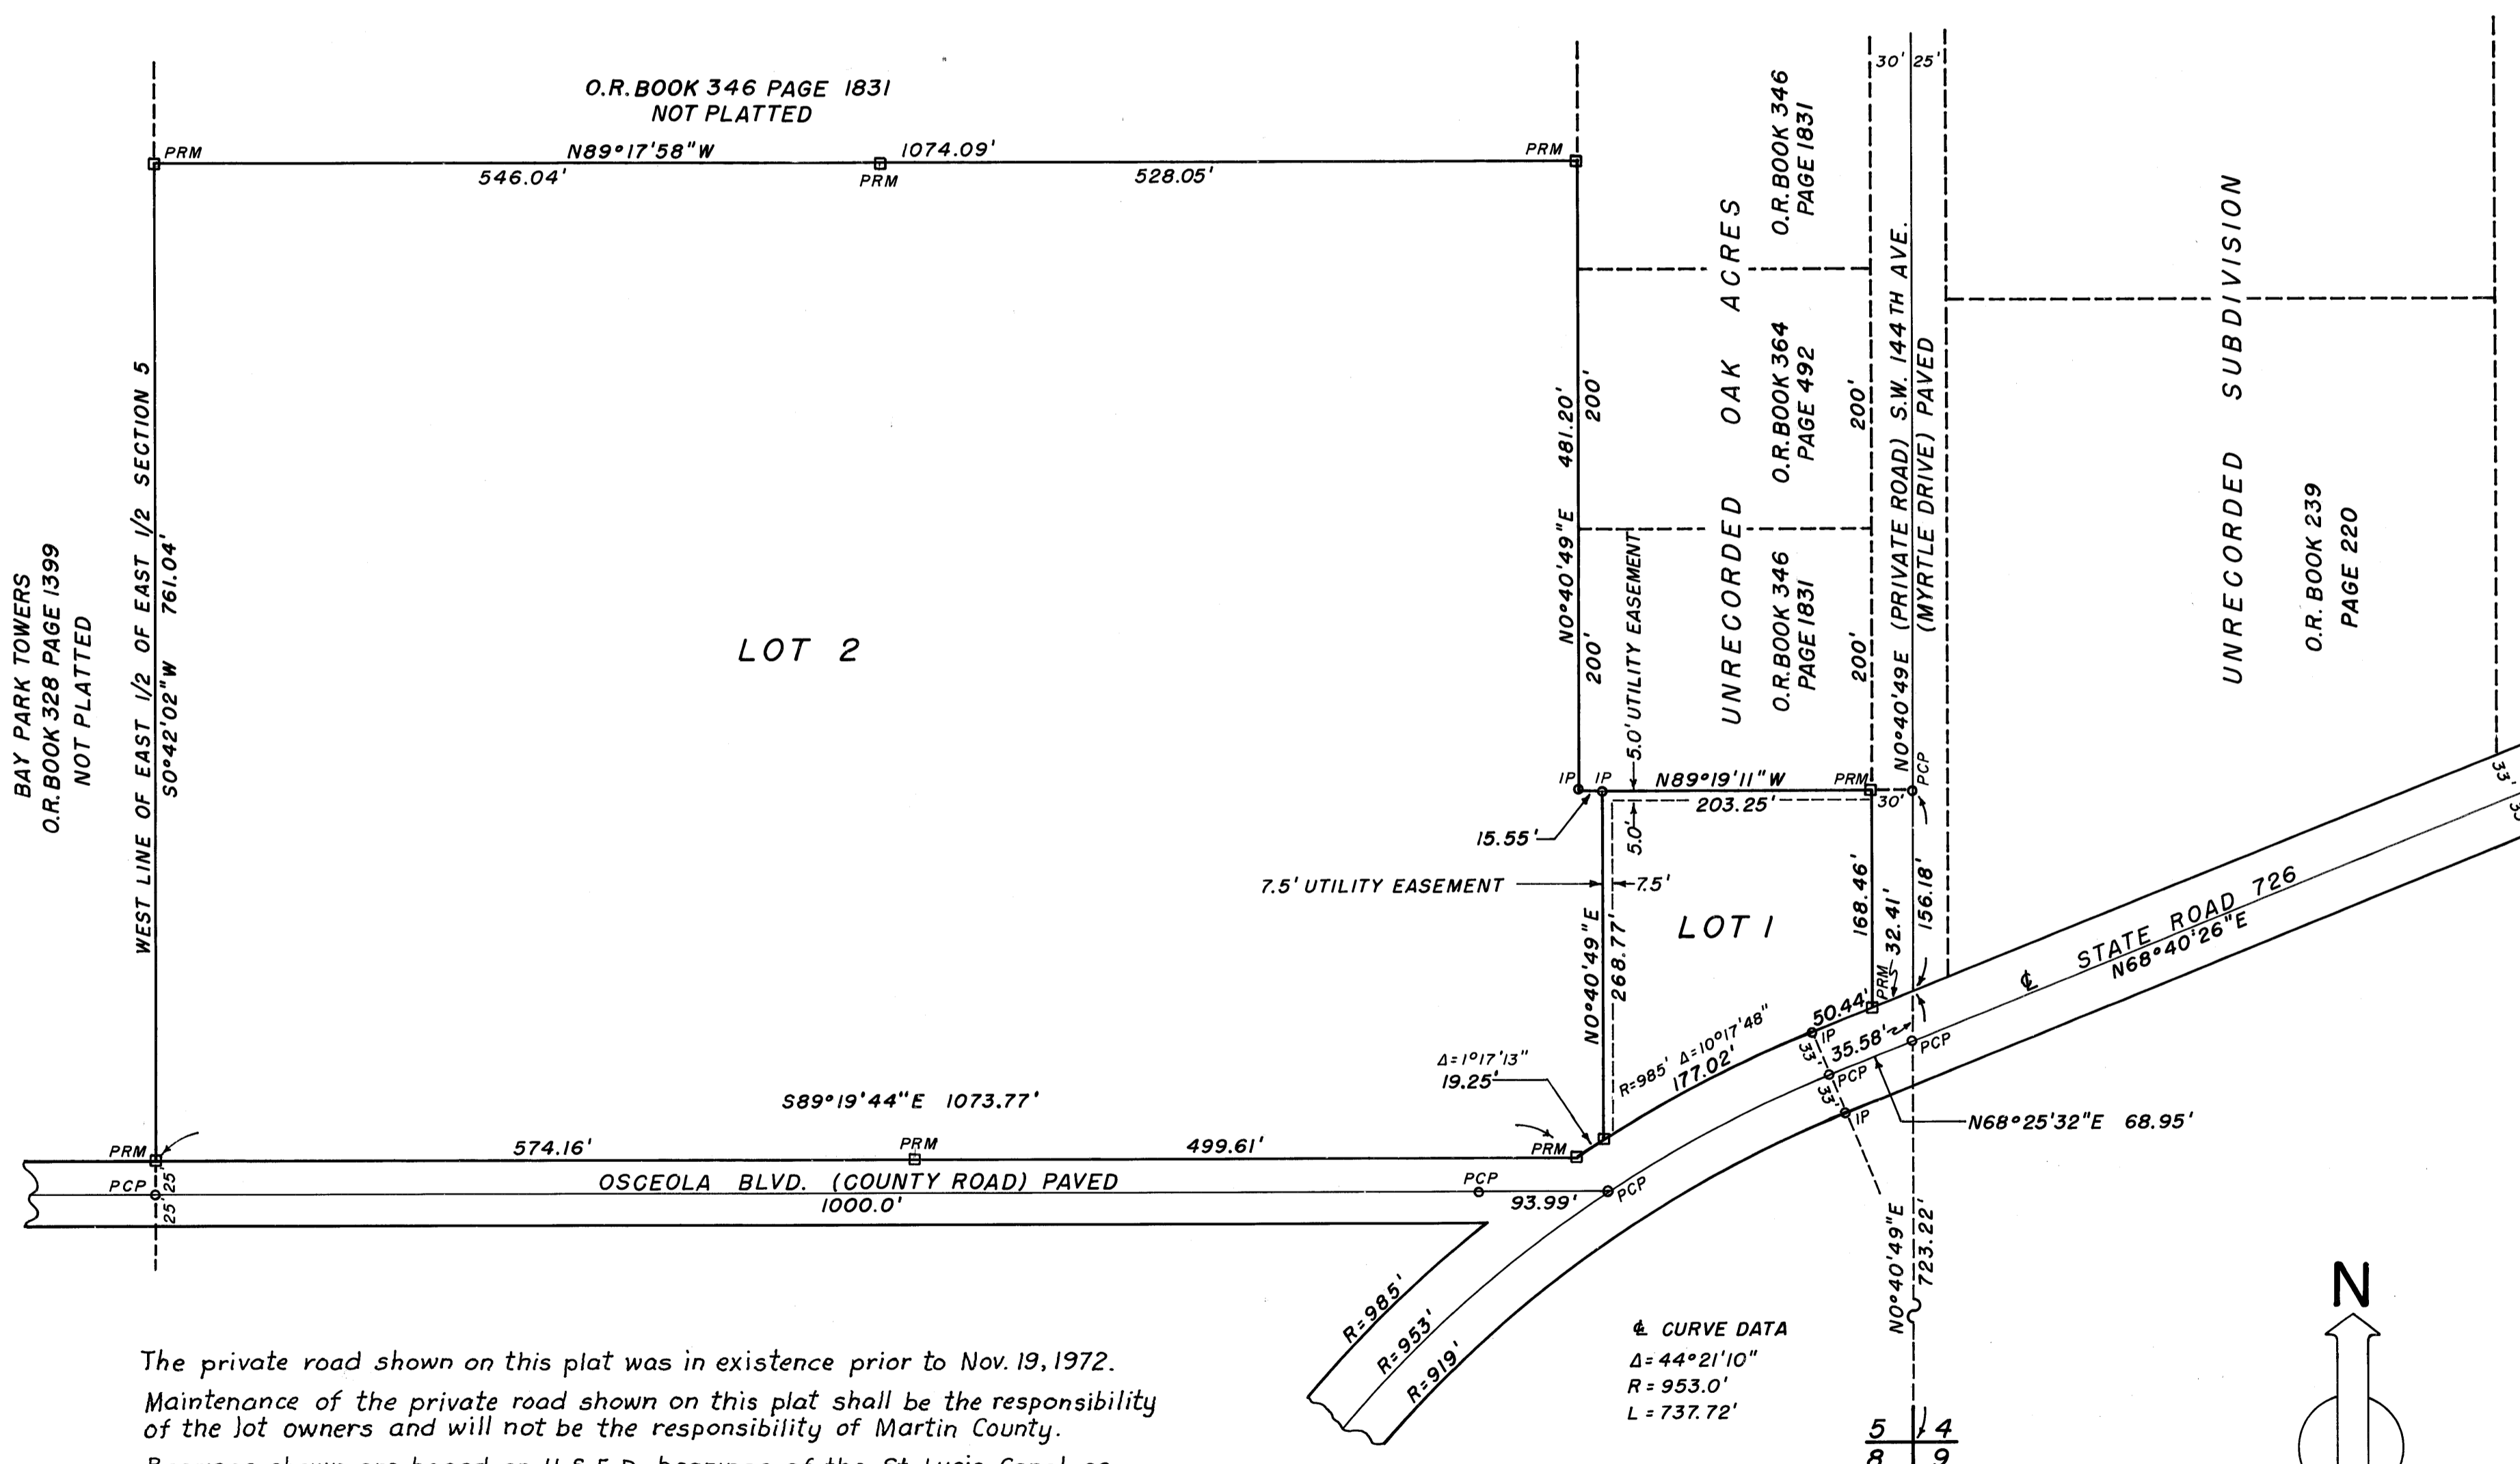 O.R. BOOK 346 PAGE 1831
NOT PLATTED
30' 25'
PRM
N89°17'58"W
1074.09'
PRM
546.04'
PRM
528.05'
O.R. BOOK 346
PAGE 1831
UNRECORDED OAK ACRES
O.R. BOOK 364
PAGE 492
O.R. BOOK 346
PAGE 1831
N0°40'49"E 481.20'
200'
200'
200'
200'
5.0' UTILITY EASEMENT
N0°40'49E (PRIVATE ROAD) S.W. 144TH AVE.
(MYRTLE DRIVE) PAVED
UNRECORDED SUBDIVISION
O.R. BOOK 239
PAGE 220
BAY PARK TOWERS
O.R. BOOK 328 PAGE 1399
NOT PLATTED
WEST LINE OF EAST 1/2 OF EAST 1/2 SECTION 5
S0°42'02"W 761.04'
LOT 2
IP
IP
N89°19'11"W
PRM
PCP
203.25'
30'
15.55'
5.0'
7.5' UTILITY EASEMENT
7.5'
LOT 1
N0°40'49"E
268.77'
168.46'
32.41'
156.18'
PRM
33'
STATE ROAD 726
℄
N68°40'26"E
R=985' Δ=10°17'48"
177.02'
50.44'
IP
33'
35.58'
PCP
PCP
33'
IP
Δ=1°17'13"
19.25'
N68°25'32"E 68.95'
S89°19'44"E 1073.77'
PRM
574.16'
PRM
499.61'
PRM
PCP
25'
25'
OSCEOLA BLVD. (COUNTY ROAD) PAVED
1000.0'
PCP
93.99'
PCP
N0°40'49"E
723.22'
R=985'
R=953'
R=919'
N
℄ CURVE DATA
Δ=44°21'10"
R=953.0'
L=737.72'
5 4
8 9
The private road shown on this plat was in existence prior to Nov. 19, 1972.
Maintenance of the private road shown on this plat shall be the responsibility
of the lot owners and will not be the responsibility of Martin County.